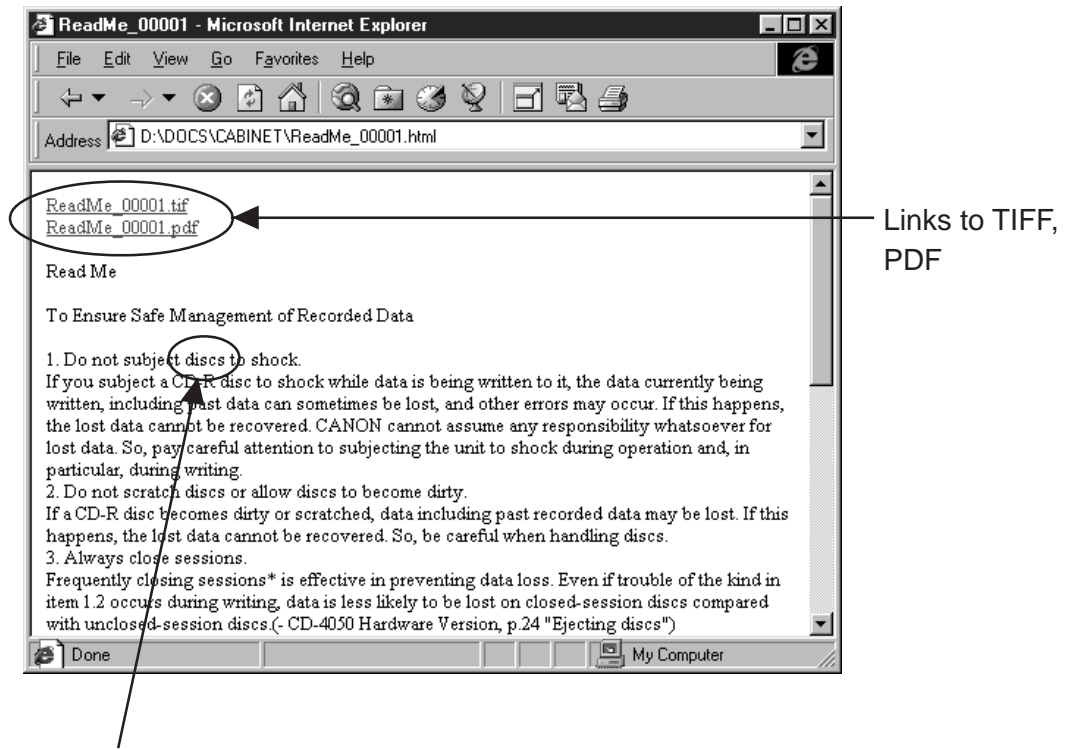 ReadMe_00001 - Microsoft Internet Explorer
File Edit View Go Favorites Help
Address D:\DOCS\CABINET\ReadMe_00001.html
ReadMe_00001.tif
ReadMe_00001.pdf
Links to TIFF,
PDF
Read Me
To Ensure Safe Management of Recorded Data
1. Do not subject discs to shock.
If you subject a CD-R disc to shock while data is being written to it, the data currently being
written, including past data can sometimes be lost, and other errors may occur. If this happens,
the lost data cannot be recovered. CANON cannot assume any responsibility whatsoever for
lost data. So, pay careful attention to subjecting the unit to shock during operation and, in
particular, during writing.
2. Do not scratch discs or allow discs to become dirty.
If a CD-R disc becomes dirty or scratched, data including past recorded data may be lost. If this
happens, the lost data cannot be recovered. So, be careful when handling discs.
3. Always close sessions.
Frequently closing sessions* is effective in preventing data loss. Even if trouble of the kind in
item 1.2 occurs during writing, data is less likely to be lost on closed-session discs compared
with unclosed-session discs.(- CD-4050 Hardware Version, p.24 "Ejecting discs")
Done My Computer